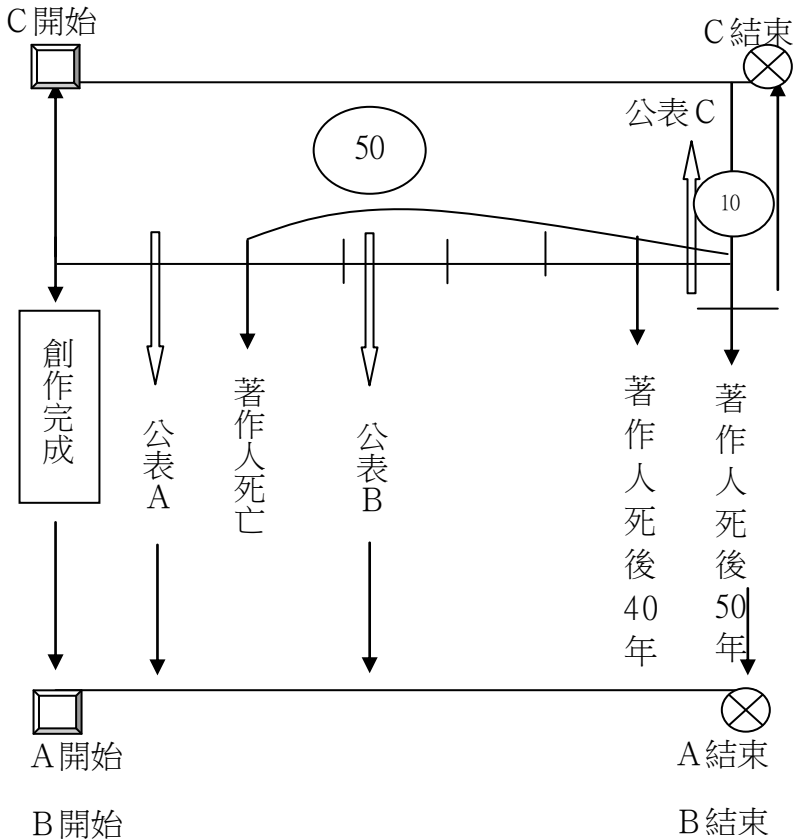 C開始
C結束
公表C
50
10
創作完成
公表A
著作人死亡
公表B
著作人死後40年
著作人死後50年
A開始
A結束
B開始
B結束